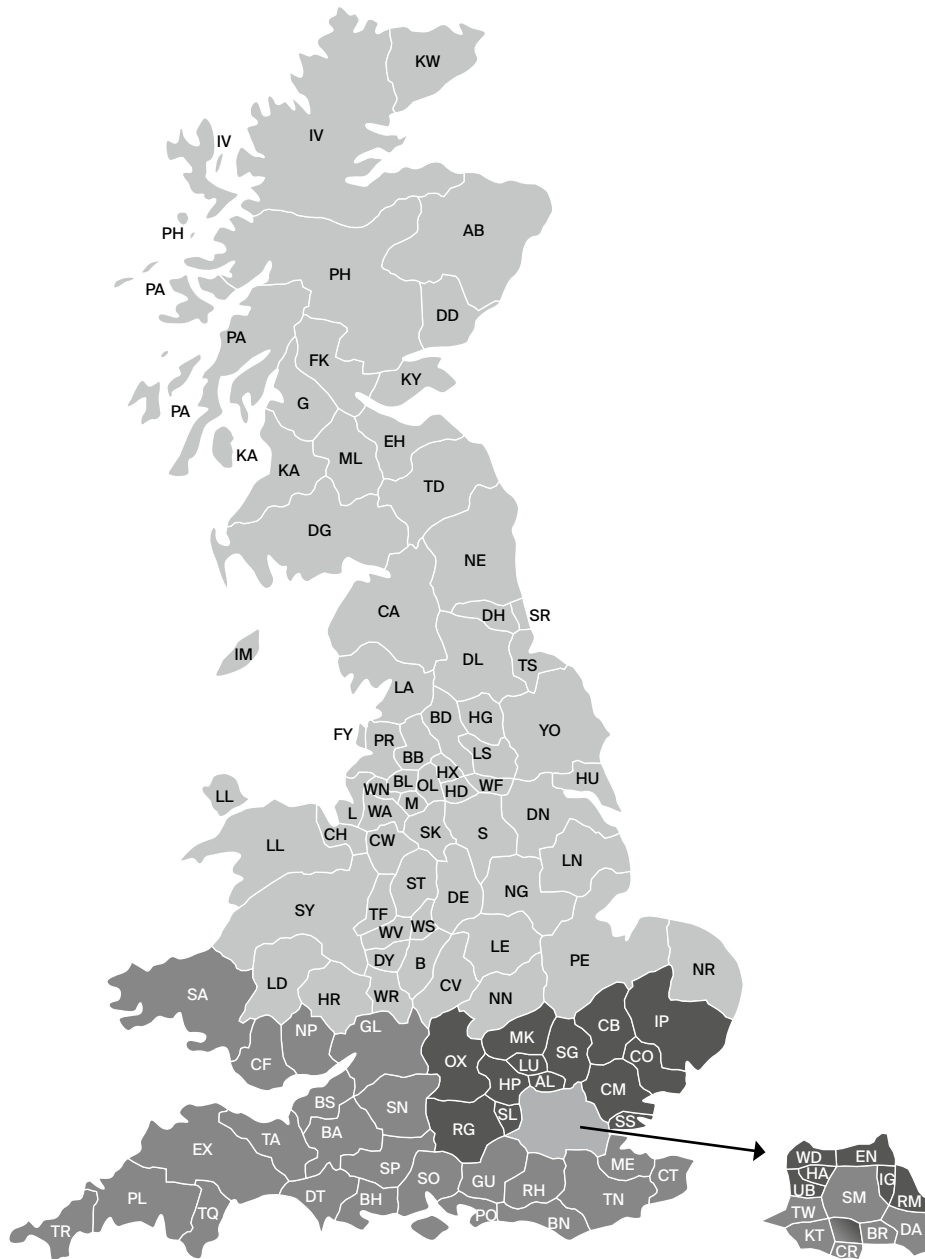 KW
IV
IV
AB
PH
PH
PA
DD
PA
FK
KY
G
PA
EH
KA
ML
KA
TD
DG
NE
CA
DH
SR
IM
DL
TS
LA
BD
HG
YO
FY
PR
LS
BB
HX
HU
BL
OL
WF
WN
HD
LL
M
L
WA
DN
CH
CW
SK
S
LL
LN
ST
DE
NG
SY
TF
WS
WV
LE
DY
B
PE
NR
LD
CV
SA
HR
WR
NN
GL
NP
IP
CB
MK
SG
CO
OX
CF
LU
AL
HP
CM
BS
SN
SL
SS
RG
BA
TA
EX
WD
EN
ME
SP
HA
CT
IG
SO
GU
RH
UB
SM
RM
PL
DT
BH
TN
TW
TQ
PO
BN
TR
KT
BR
DA
CR